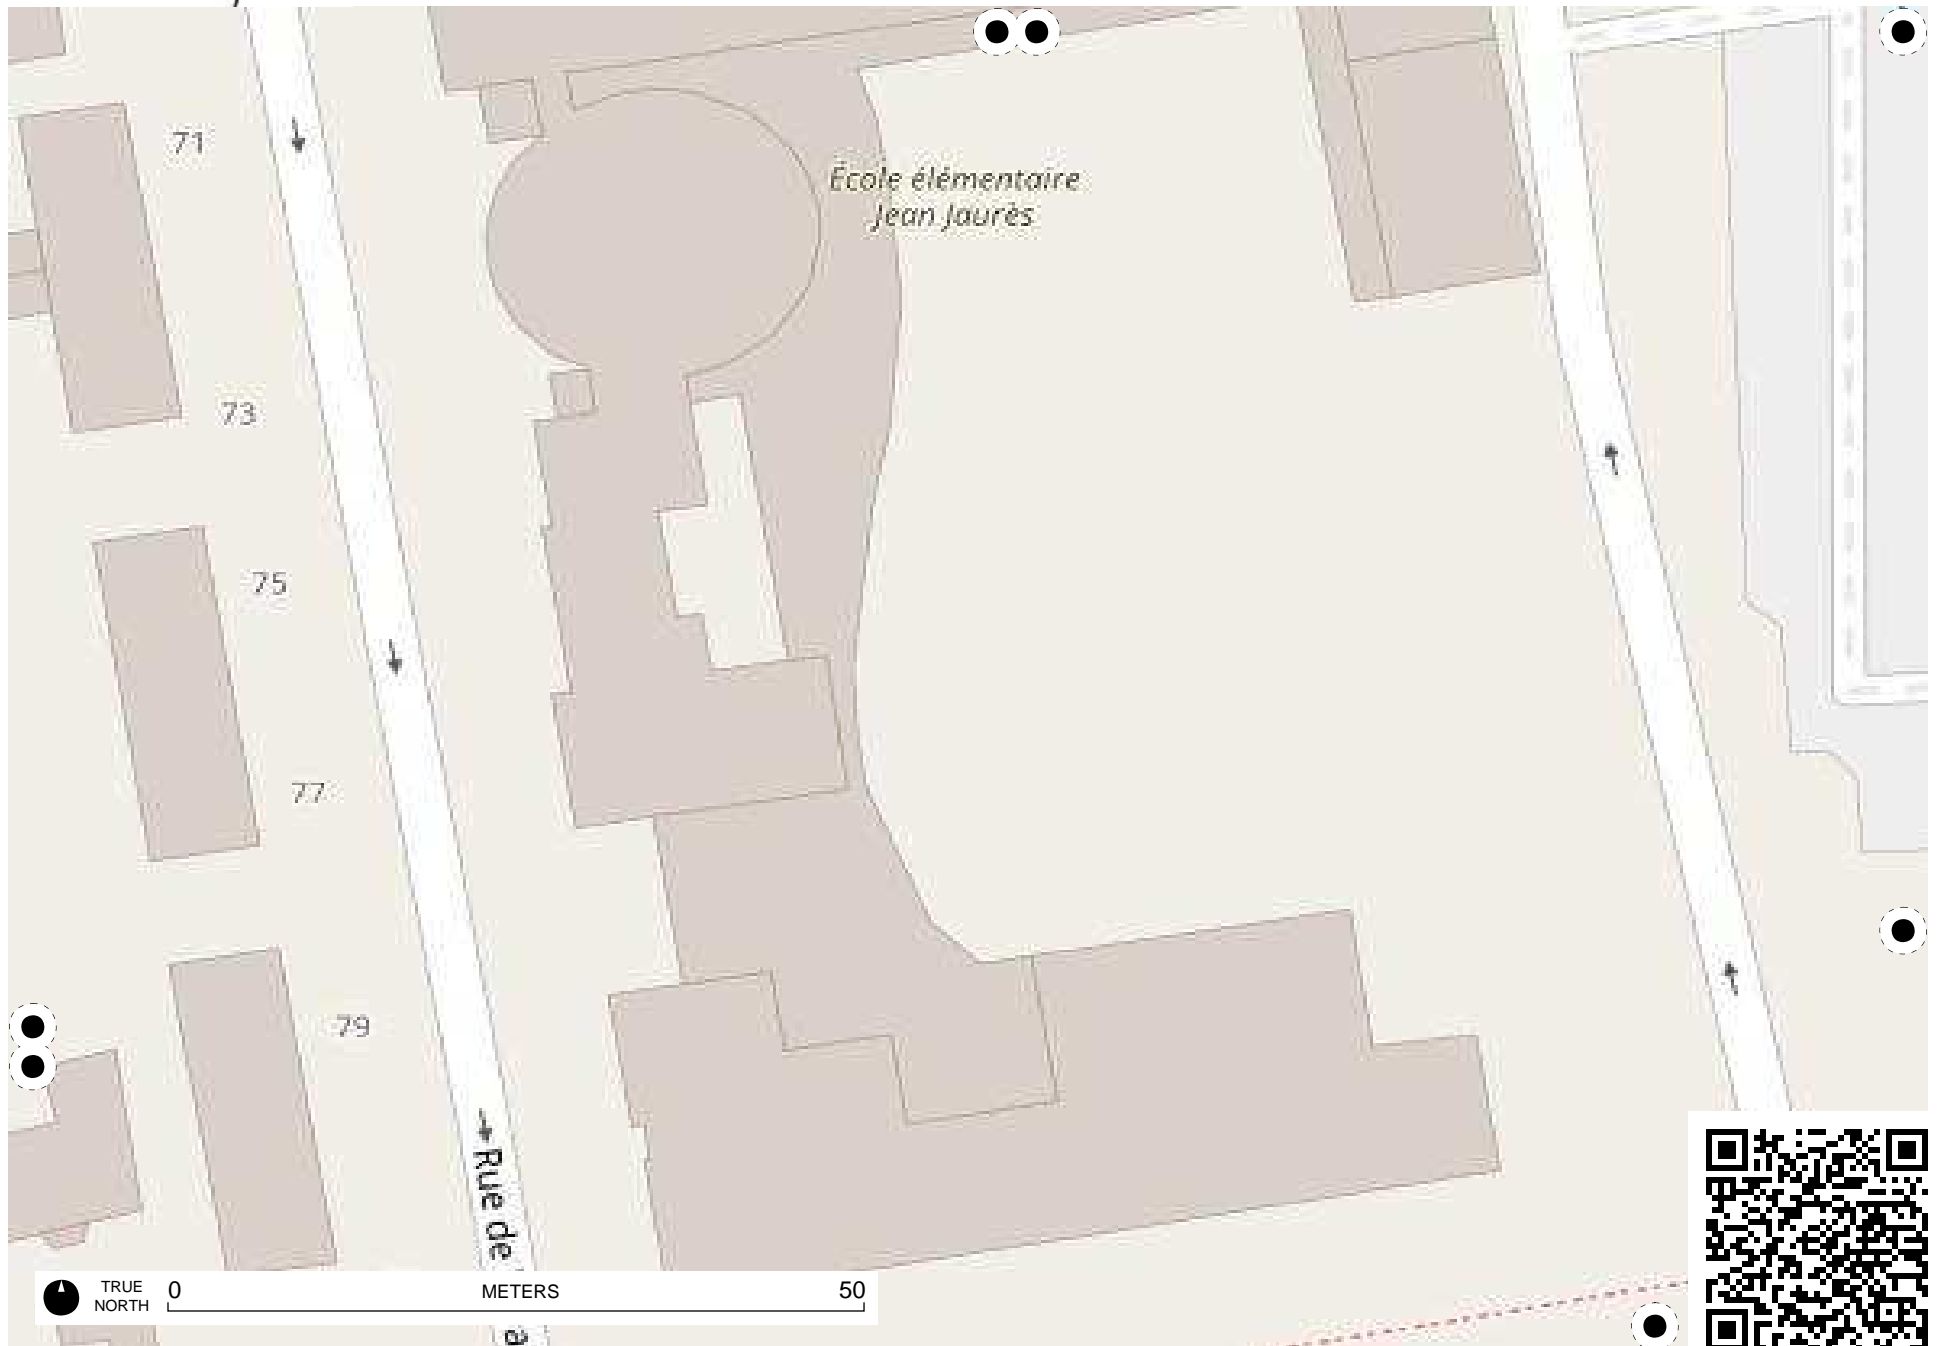 71
École élémentaire
Jean Jaurès
73
75
77
79
Rue de
TRUE
NORTH
0
METERS
50